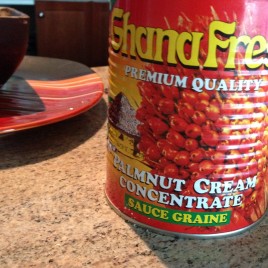 Ghana Fres
PREMIUM QUALITY
PALMNUT CREAM
CONCENTRATE
SAUCE GRAINE